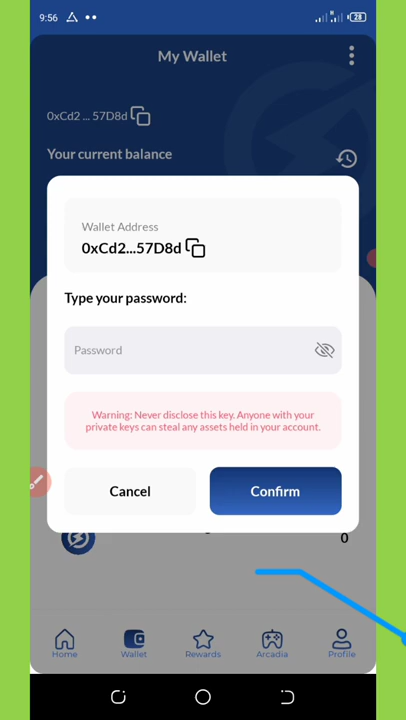 9:56
28
My Wallet
0xCd2 ... 57D8d
Your current balance
Wallet Address
0xCd2...57D8d
Type your password:
Password
Warning: Never disclose this key. Anyone with your
private keys can steal any assets held in your account.
Cancel
Confirm
0
Home
Wallet
Rewards
Arcadia
Profile